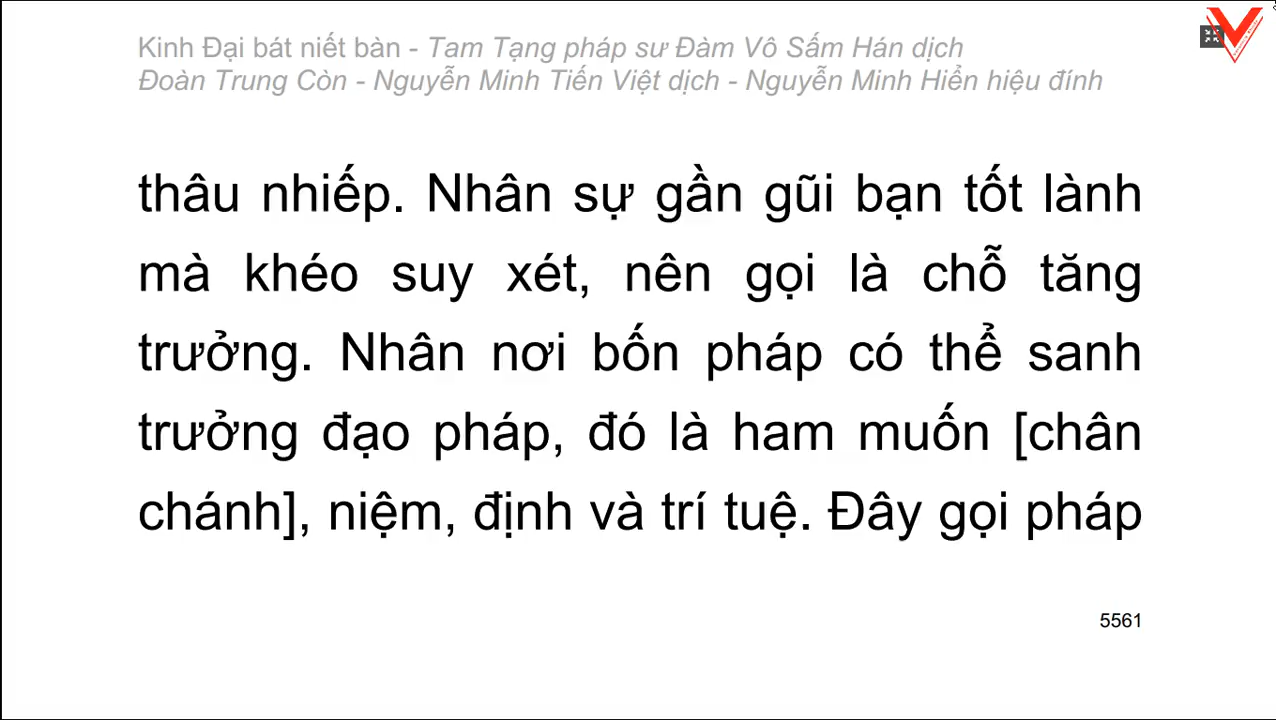 Kinh Đại bát niết bàn - Tam Tạng pháp sư Đàm Vô Sấm Hán dịch
Đoàn Trung Còn - Nguyễn Minh Tiến Việt dịch - Nguyễn Minh Hiển hiệu đính
thâu nhiếp. Nhân sự gần gũi bạn tốt lành
mà khéo suy xét, nên gọi là chỗ tăng
trưởng. Nhân nơi bốn pháp có thể sanh
trưởng đạo pháp, đó là ham muốn [chân
chánh], niệm, định và trí tuệ. Đây gọi pháp
5561